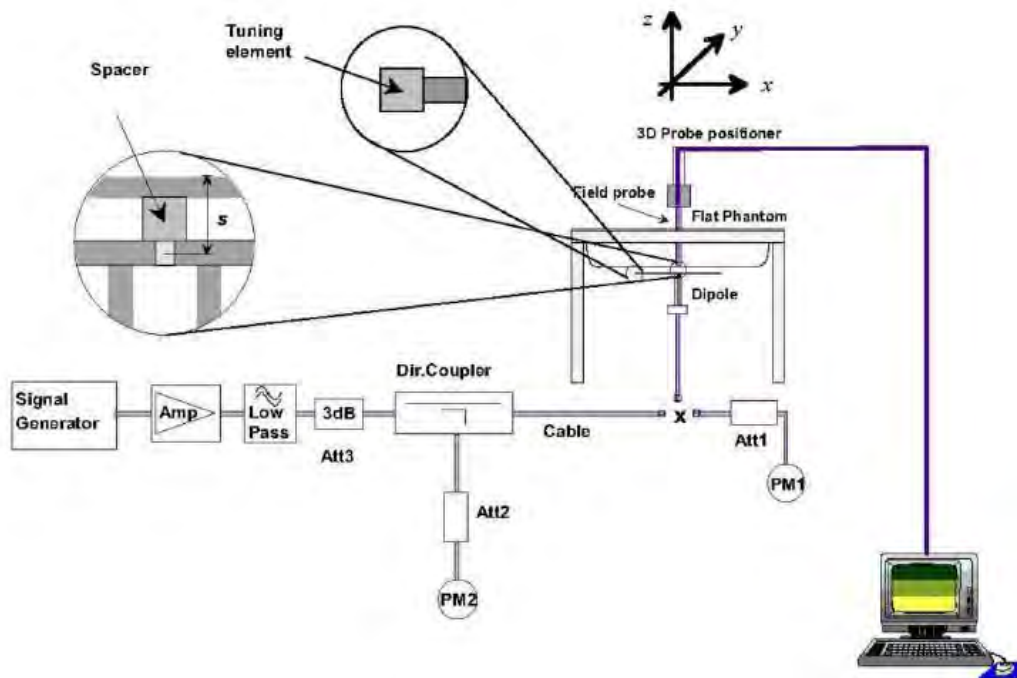 z
y
x
Tuning
element
Spacer
s
3D Probe positioner
Field probe
Flat Phantom
Dipole
Dir.Coupler
Signal
Generator
Amp
Low
Pass
3dB
Att3
Cable
x
Att1
PM1
Att2
PM2